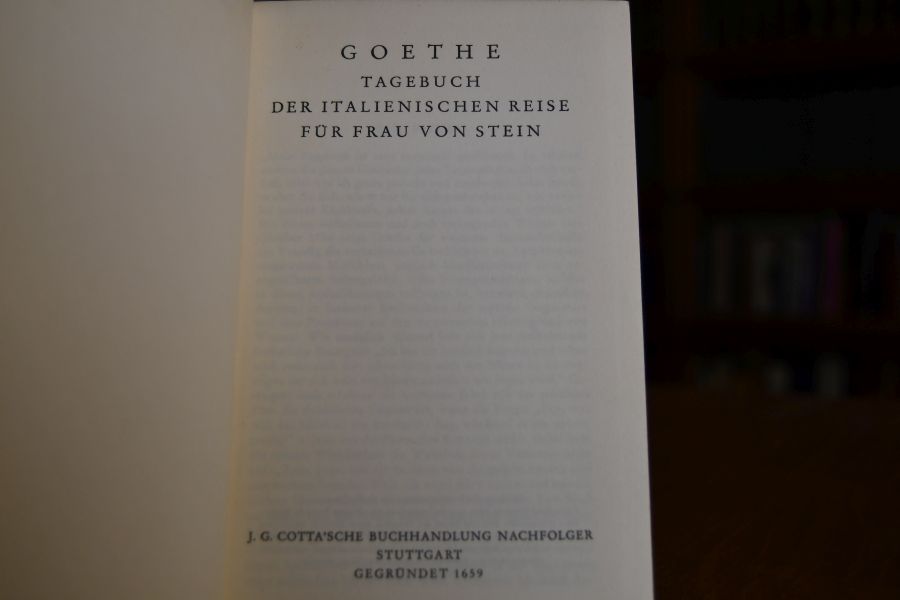 GOETHE
TAGEBUCH
DER ITALIENISCHEN REISE
FÜR FRAU VON STEIN
J. G. COTTA'SCHE BUCHHANDLUNG NACHFOLGER
STUTTGART
GEGRÜNDET 1659